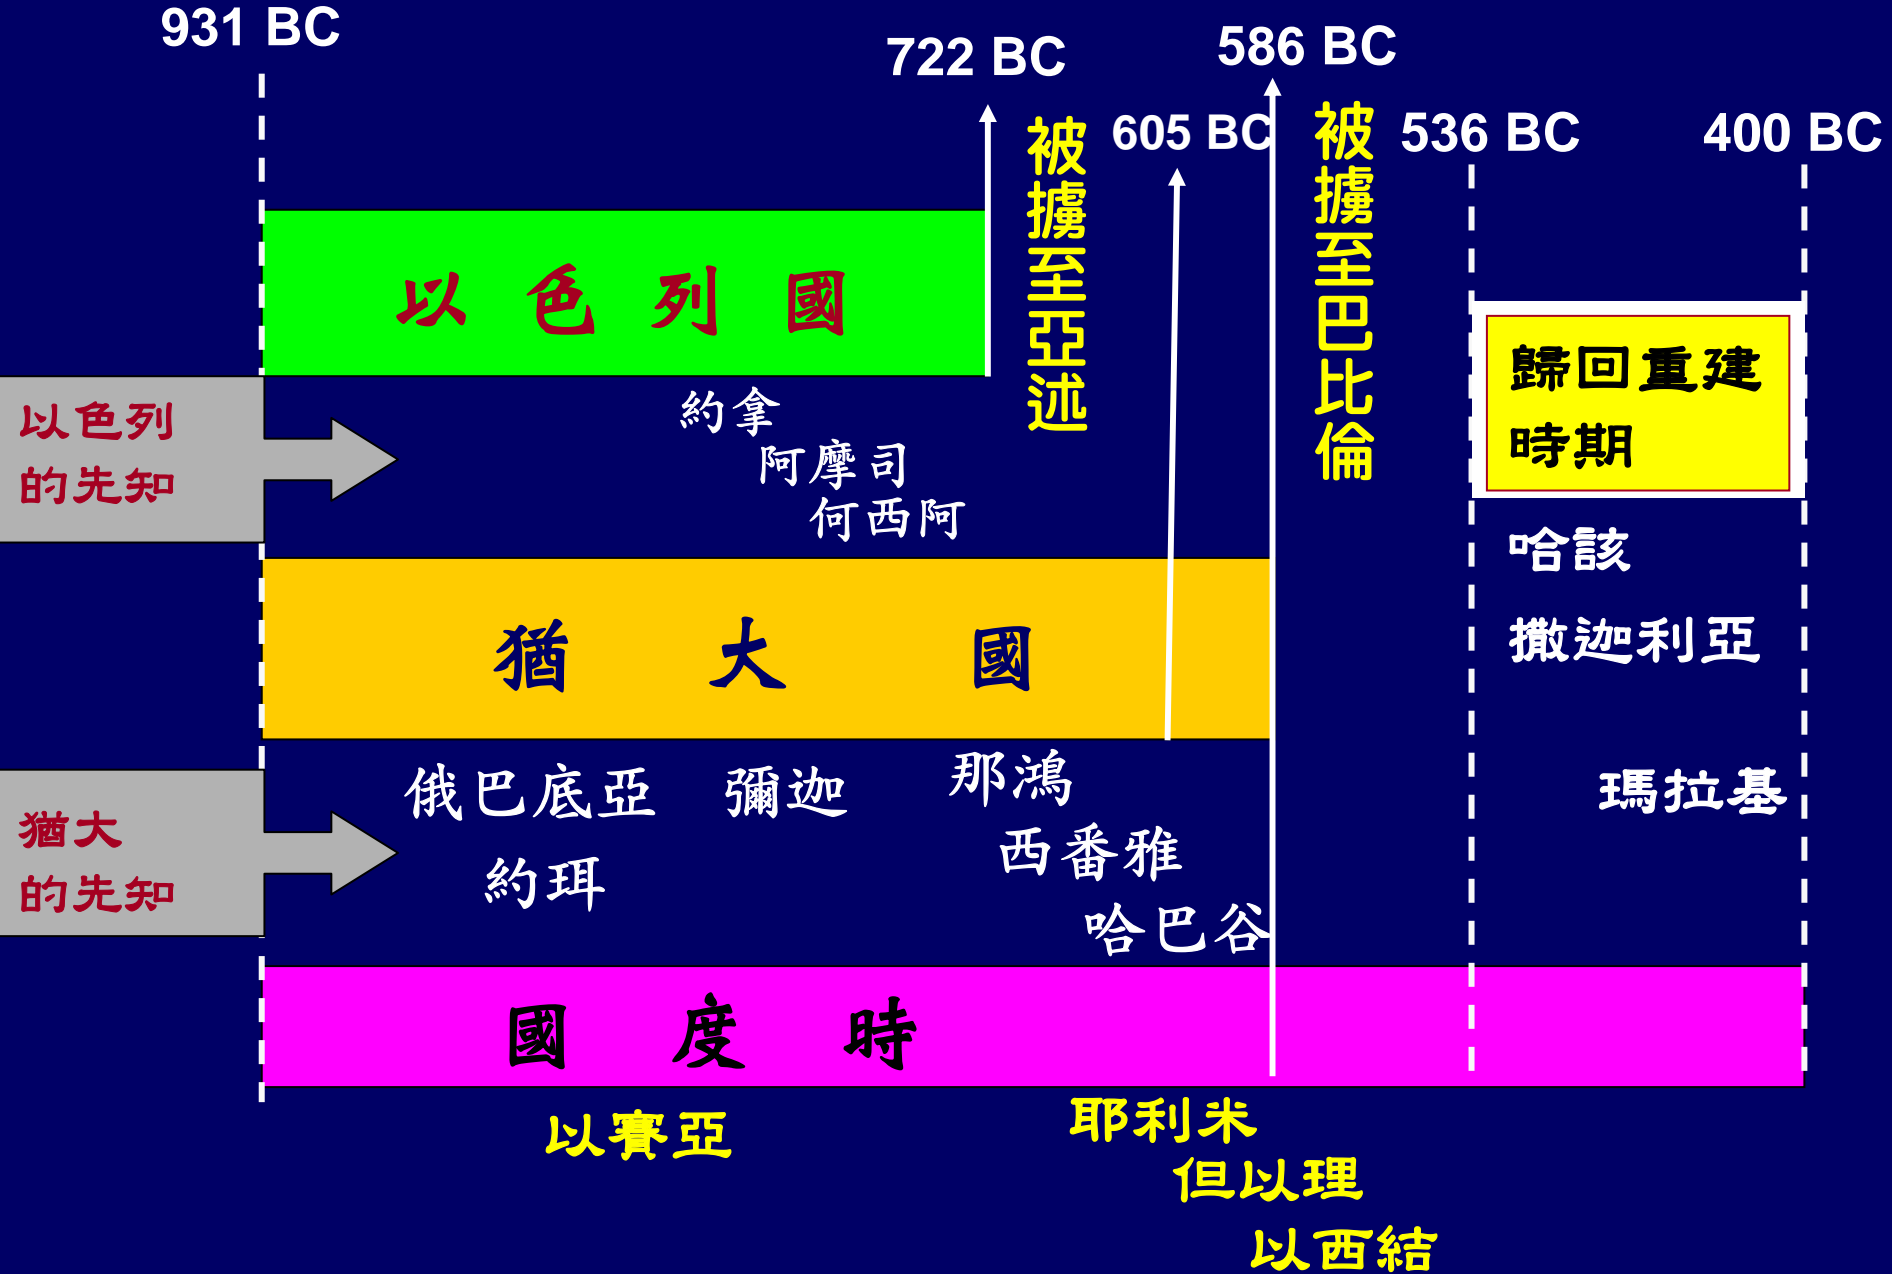 931 BC
722 BC
586 BC
605 BC
536 BC
400 BC
被擄至亞述
被擄至巴比倫
以色列國
歸回重建
時期
以色列
的先知
約拿
阿摩司
何西阿
哈該
撒迦利亞
瑪拉基
猶大國
猶大
的先知
俄巴底亞
彌迦
那鴻
約珥
西番雅
哈巴谷
國度時
以賽亞
耶利米
但以理
以西結